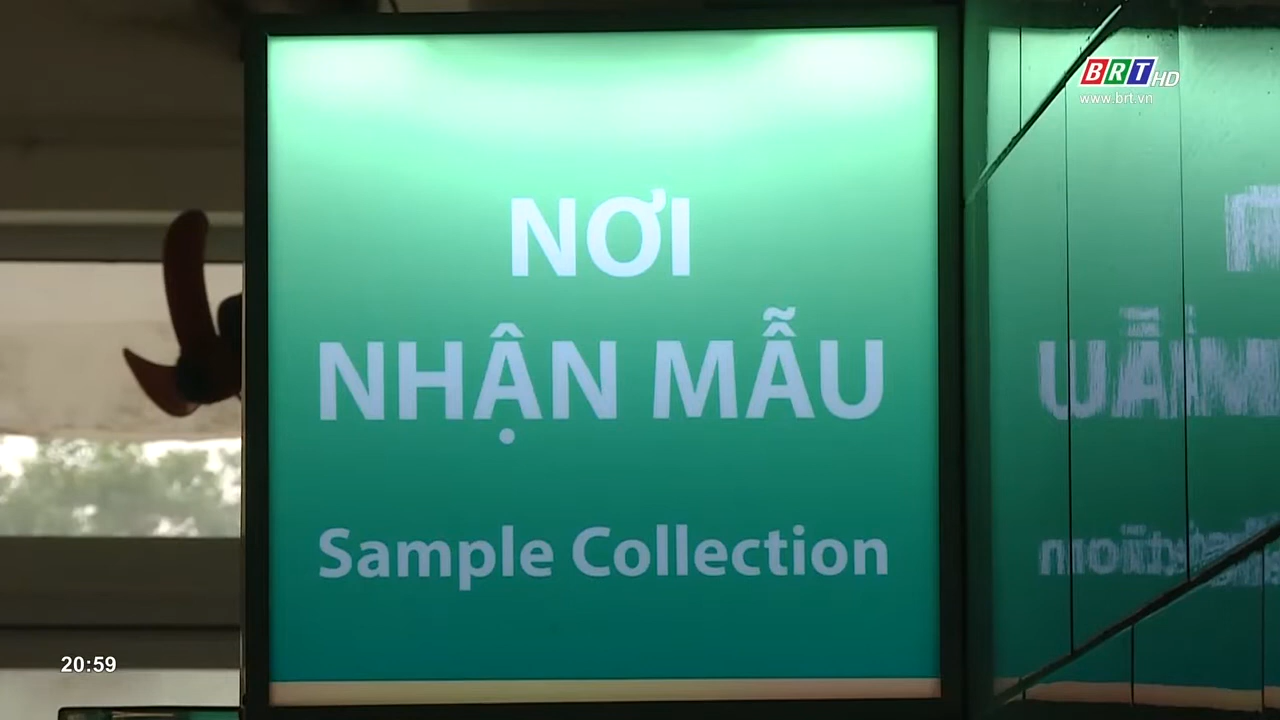 BRT HD
www.brt.vn
NƠI
NHẬN MẪU
Sample Collection
20:59